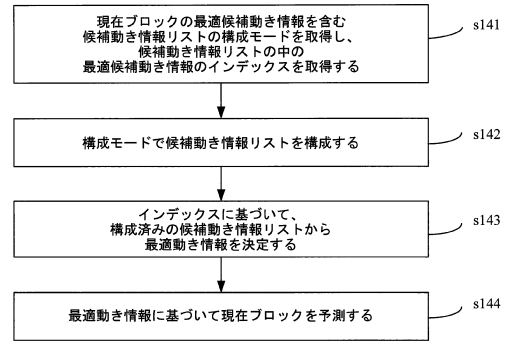 現在ブロックの最適候補動き情報を含む
候補動き情報リストの構成モードを取得し、
候補動き情報リストの中の
最適候補動き情報のインデックスを取得する
s141
構成モードで候補動き情報リストを構成する
s142
インデックスに基づいて、
構成済みの候補動き情報リストから
最適動き情報を決定する
s143
最適動き情報に基づいて現在ブロックを予測する
s144